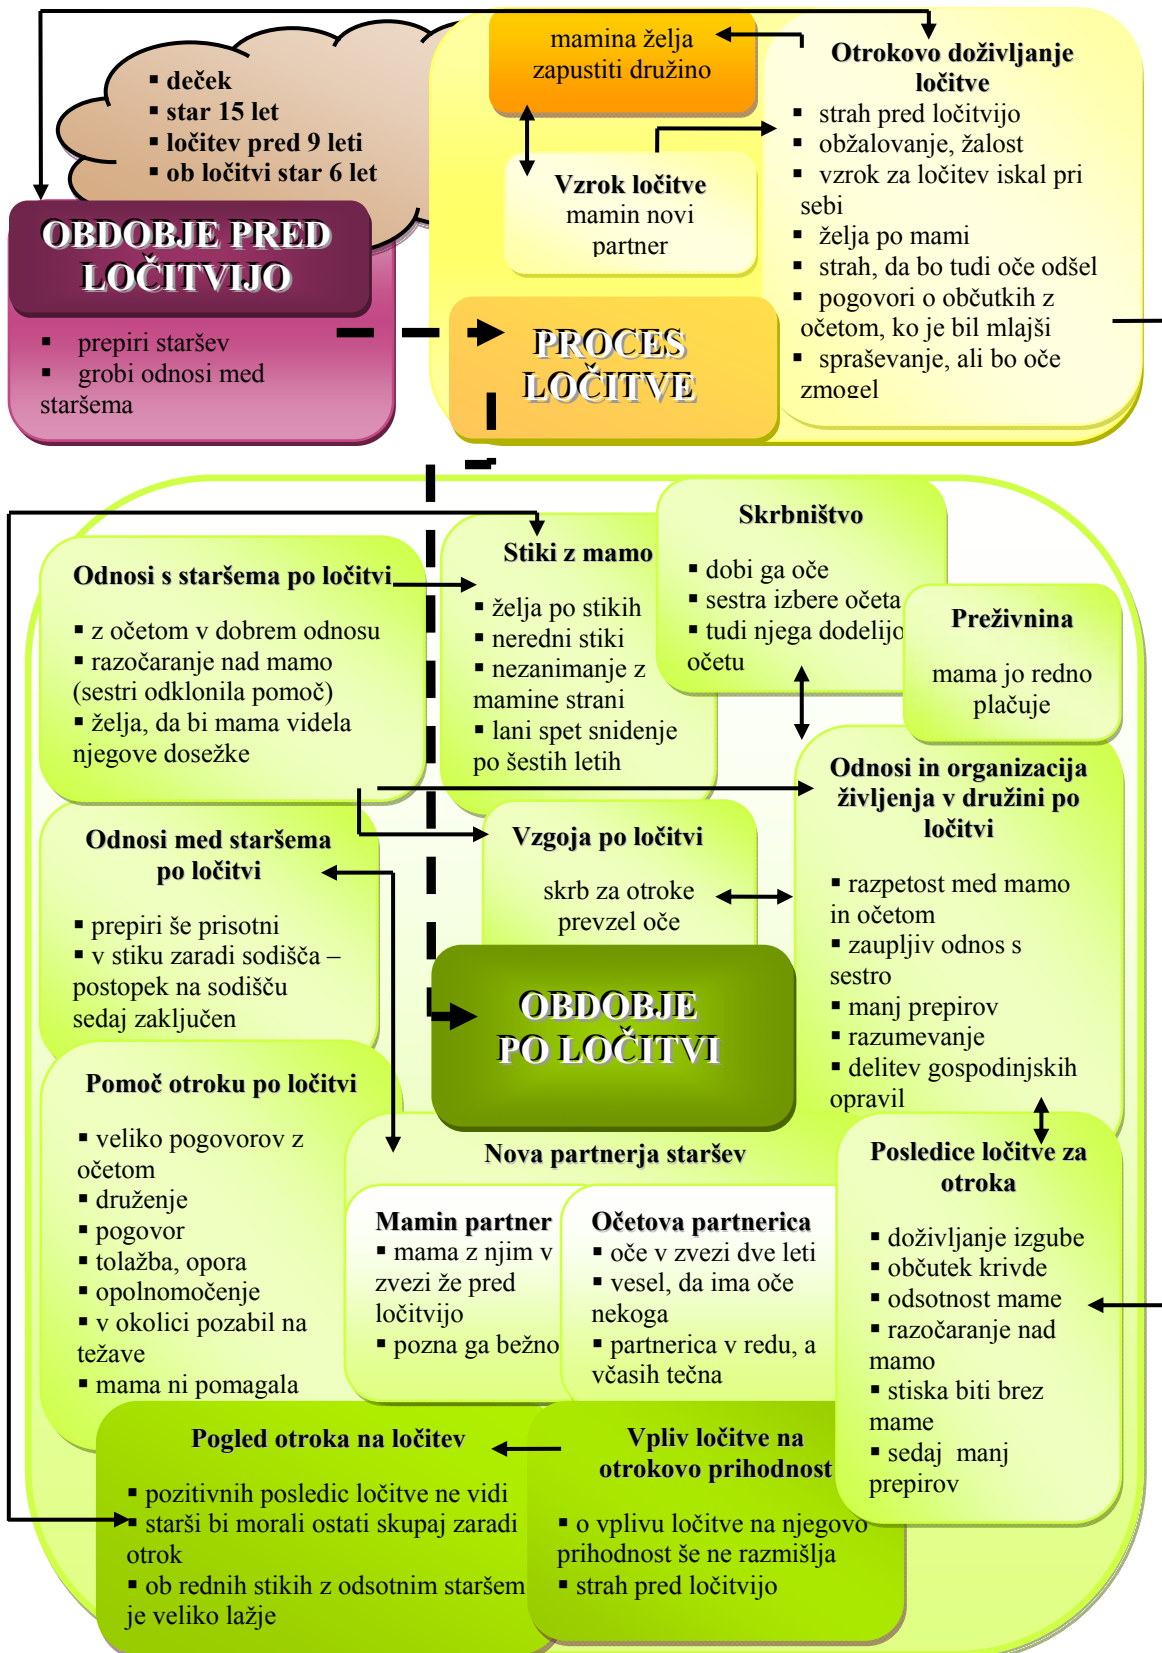 ▪ deček
▪ star 15 let
▪ ločitev pred 9 leti
▪ ob ločitvi star 6 let
OBDOBJE PRED
LOČITVIJO
▪ prepiri staršev
▪ grobi odnosi med
staršema
mamina želja
zapustiti družino
Vzrok ločitve
mamin novi
partner
PROCES
LOČITVE
Otrokovo doživljanje
ločitve
▪ strah pred ločitvijo
▪ obžalovanje, žalost
▪ vzrok za ločitev iskal pri
sebi
▪ želja po mami
▪ strah, da bo tudi oče odšel
▪ pogovori o občutkih z
očetom, ko je bil mlajši
▪ spraševanje, ali bo oče
zmogel
Odnosi s staršema po ločitvi
▪ z očetom v dobrem odnosu
▪ razočaranje nad mamo
(sestri odklonila pomoč)
▪ želja, da bi mama videla
njegove dosežke
Stiki z mamo
▪ želja po stikih
▪ neredni stiki
▪ nezanimanje z
mamine strani
▪ lani spet snidenje
po šestih letih
Skrbništvo
▪ dobi ga oče
▪ sestra izbere očeta
▪ tudi njega dodelijo
očetu
Preživnina
mama jo redno
plačuje
Odnosi med staršema
po ločitvi
▪ prepiri še prisotni
▪ v stiku zaradi sodišča –
postopek na sodišču
sedaj zaključen
Vzgoja po ločitvi
skrb za otroke
prevzel oče
Odnosi in organizacija
življenja v družini po
ločitvi
▪ razpetost med mamo
in očetom
▪ zaupljiv odnos s
sestro
▪ manj prepirov
▪ razumevanje
▪ delitev gospodinjskih
opravil
OBDOBJE
PO LOČITVI
Pomoč otroku po ločitvi
▪ veliko pogovorov z
očetom
▪ druženje
▪ pogovor
▪ tolažba, opora
▪ opolnomočenje
▪ v okolici pozabil na
težave
▪ mama ni pomagala
Nova partnerja staršev
Mamin partner
▪ mama z njim v
zvezi že pred
ločitvijo
▪ pozna ga bežno
Očetova partnerica
▪ oče v zvezi dve leti
▪ vesel, da ima oče
nekoga
▪ partnerica v redu, a
včasih tečna
Posledice ločitve za
otroka
▪ doživljanje izgube
▪ občutek krivde
▪ odsotnost mame
▪ razočaranje nad
mamo
▪ stiska biti brez
mame
▪ sedaj manj
prepirov
Pogled otroka na ločitev
▪ pozitivnih posledic ločitve ne vidi
▪ starši bi morali ostati skupaj zaradi
otrok
▪ ob rednih stikih z odsotnim staršem
je veliko lažje
Vpliv ločitve na
otrokovo prihodnost
▪ o vplivu ločitve na njegovo
prihodnost še ne razmišlja
▪ strah pred ločitvijo